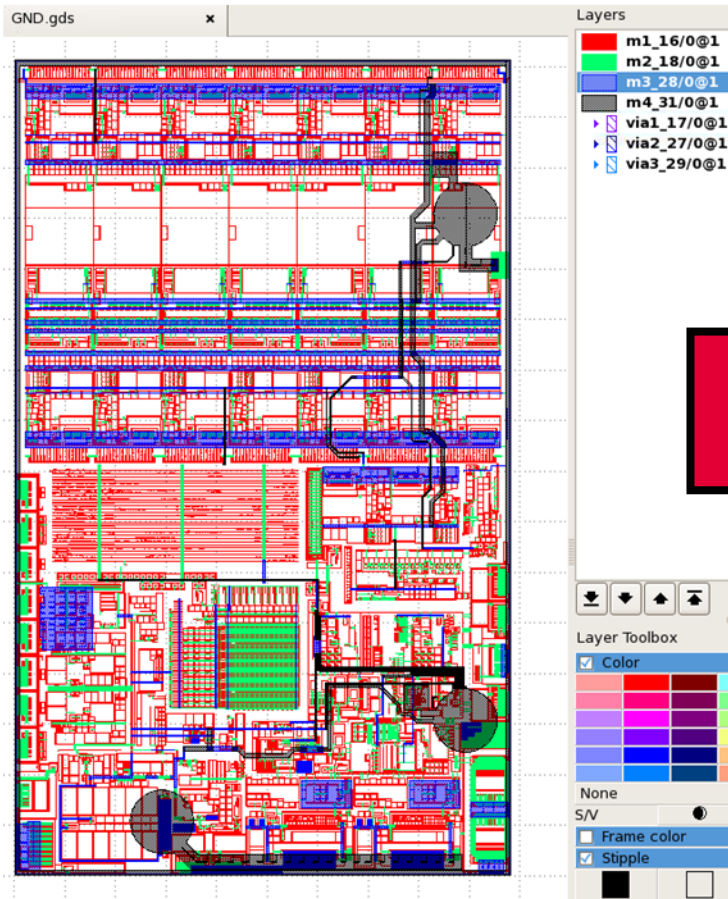 GND.gds
Layers
m1_16/0@1
m2_18/0@1
m3_28/0@1
m4_31/0@1
via1_17/0@1
via2_27/0@1
via3_29/0@1
Layer Toolbox
Color
None
S/V
Frame color
Stipple